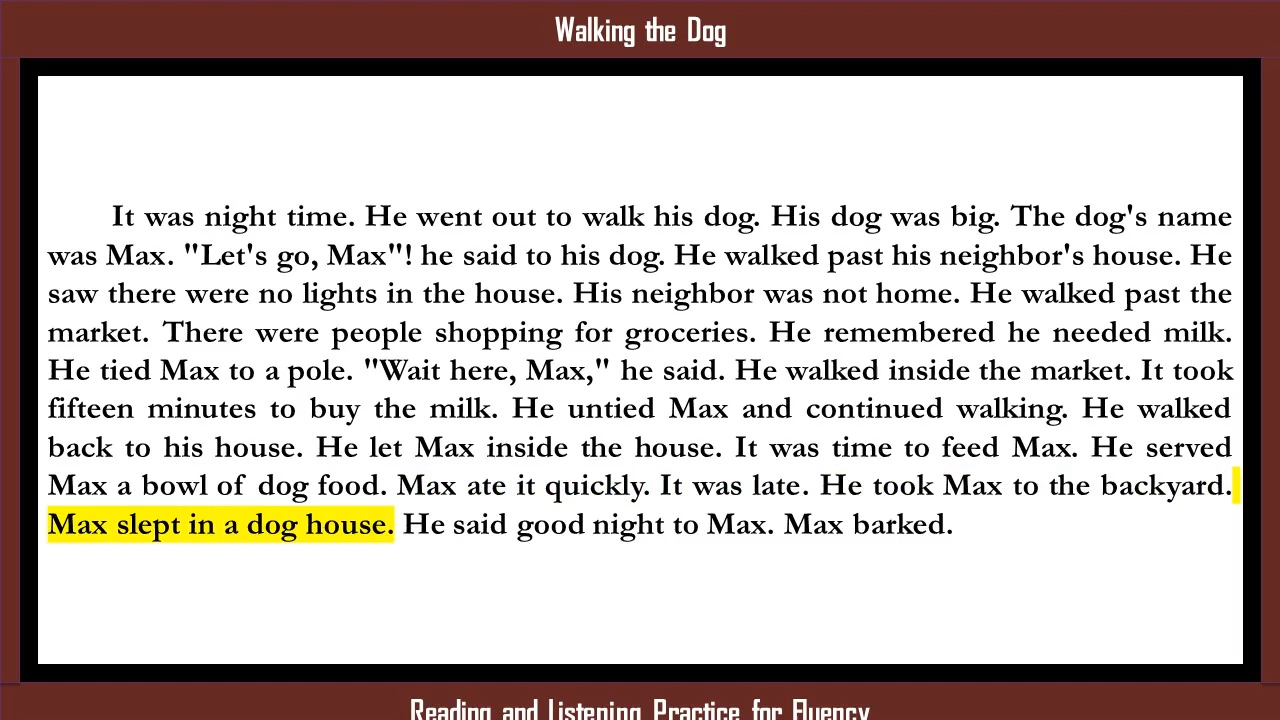 Walking the Dog
It was night time. He went out to walk his dog. His dog was big. The dog's name
was Max. "Let's go, Max"! he said to his dog. He walked past his neighbor's house. He
saw there were no lights in the house. His neighbor was not home. He walked past the
market. There were people shopping for groceries. He remembered he needed milk.
He tied Max to a pole. "Wait here, Max," he said. He walked inside the market. It took
fifteen minutes to buy the milk. He untied Max and continued walking. He walked
back to his house. He let Max inside the house. It was time to feed Max. He served
Max a bowl of dog food. Max ate it quickly. It was late. He took Max to the backyard.
Max slept in a dog house. He said good night to Max. Max barked.
Reading and Listening Practice for Fluency